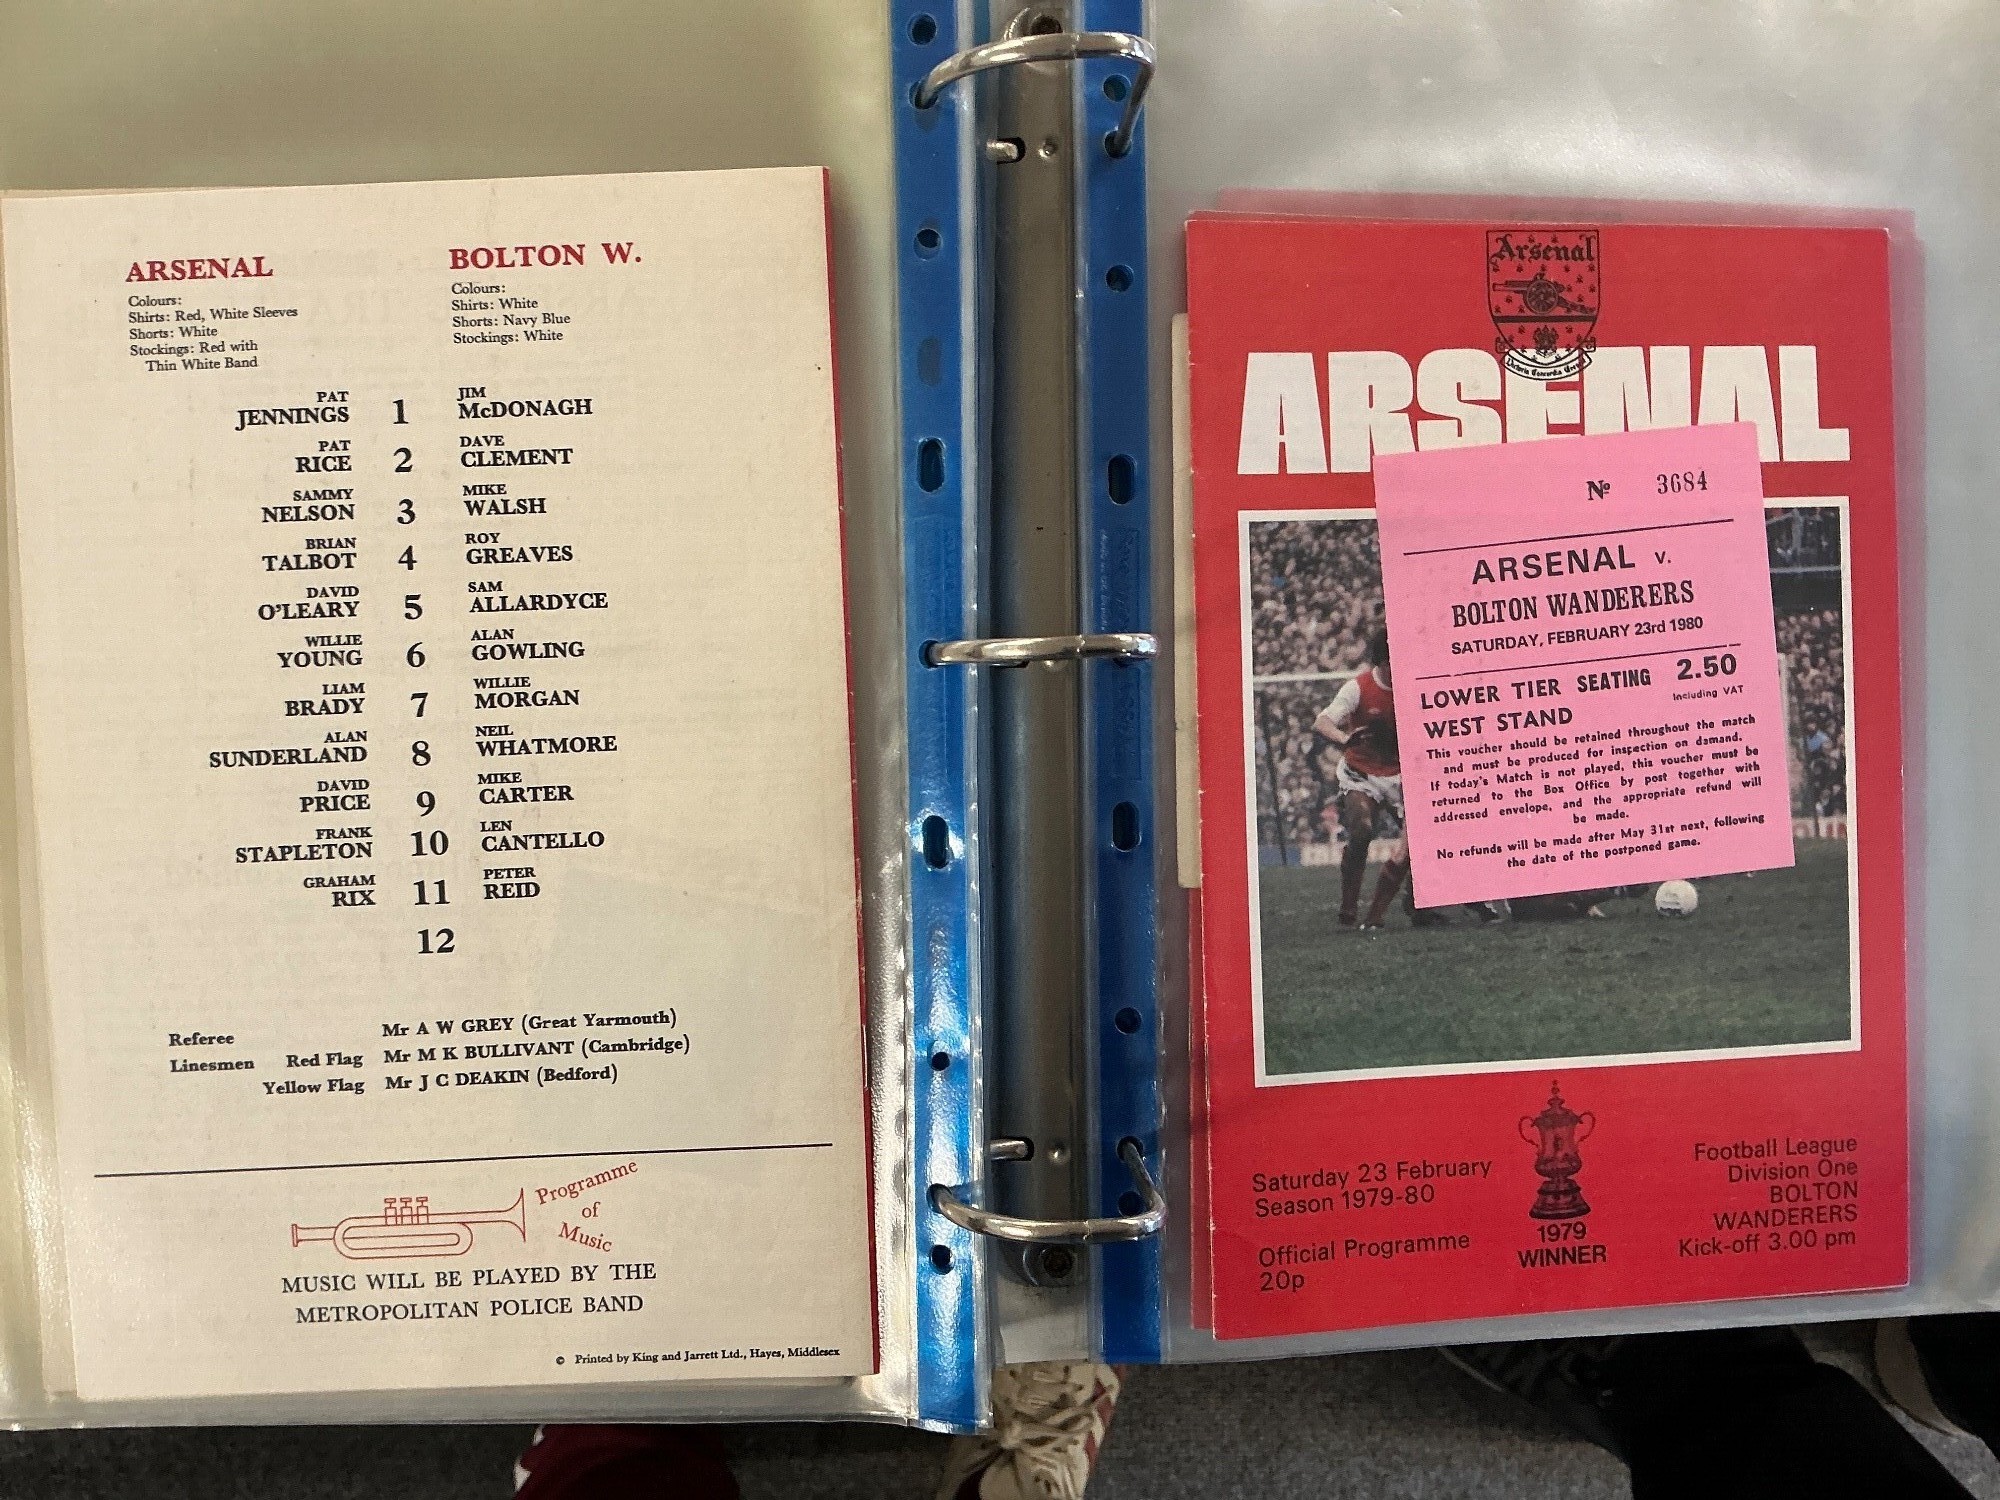 ARSENAL
Colours:
Shirts: Red, White Sleeves
Shorts: White
Stockings: Red with
Thin White Band
BOLTON W.
Colours:
Shirts: White
Shorts: Navy Blue
Stockings: White
PAT JIM
JENNINGS 1 McDONAGH
PAT DAVE
RICE 2 CLEMENT
SAMMY MIKE
NELSON 3 WALSH
BRIAN ROY
TALBOT 4 GREAVES
DAVID SAM
O'LEARY 5 ALLARDYCE
WILLIE ALAN
YOUNG 6 GOWLING
LIAM WILLIE
BRADY 7 MORGAN
ALAN NEIL
SUNDERLAND 8 WHATMORE
DAVID MIKE
PRICE 9 CARTER
FRANK LEN
STAPLETON 10 CANTELLO
GRAHAM PETER
RIX 11 REID
12
Referee Mr A W GREY (Great Yarmouth)
Linesmen Red Flag Mr M K BULLIVANT (Cambridge)
Yellow Flag Mr J C DEAKIN (Bedford)
Programme
of
Music
MUSIC WILL BE PLAYED BY THE
METROPOLITAN POLICE BAND
© Printed by King and Jarrett Ltd., Hayes, Middlesex
Arsenal
Victoria Concordia Crescit
ARSENAL
Nº 3684
ARSENAL v.
BOLTON WANDERERS
SATURDAY, FEBRUARY 23rd 1980
LOWER TIER SEATING 2.50
Including VAT
WEST STAND
This voucher should be retained throughout the match
and must be produced for inspection on damand.
If today's Match is not played, this voucher must be
returned to the Box Office by post together with
addressed envelope, and the appropriate refund will
be made.
No refunds will be made after May 31st next, following
the date of the postponed game.
Saturday 23 February
Season 1979-80
Official Programme
20p
1979
WINNER
Football League
Division One
BOLTON
WANDERERS
Kick-off 3.00 pm